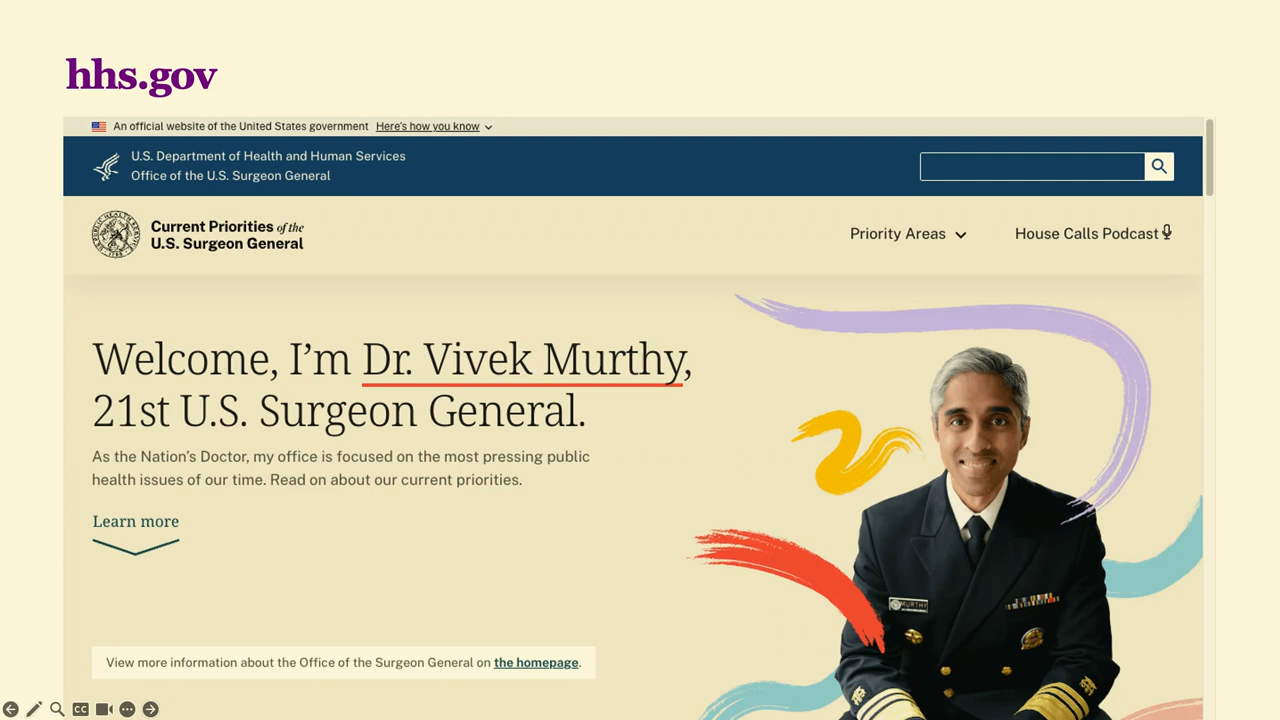 hhs.gov
An official website of the United States government Here's how you know
U.S. Department of Health and Human Services
Office of the U.S. Surgeon General
Current Priorities of the
U.S. Surgeon General
Priority Areas
House Calls Podcast
Welcome, I'm Dr. Vivek Murthy,
21st U.S. Surgeon General.
As the Nation's Doctor, my office is focused on the most pressing public
health issues of our time. Read on about our current priorities.
Learn more
MURTHY
View more information about the Office of the Surgeon General on the homepage.
CC